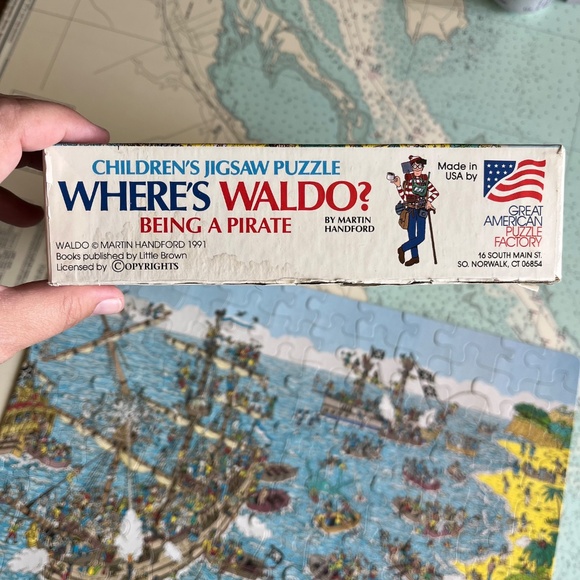 CHILDREN'S JIGSAW PUZZLE
WHERE'S WALDO?
BEING A PIRATE
BY MARTIN
HANDFORD
WALDO © MARTIN HANDFORD 1991
Books published by Little Brown
Licensed by ©OPYRIGHTS
Made in
USA by
GREAT
AMERICAN
PUZZLE
FACTORY
16 SOUTH MAIN ST.
SO. NORWALK, CT 06854